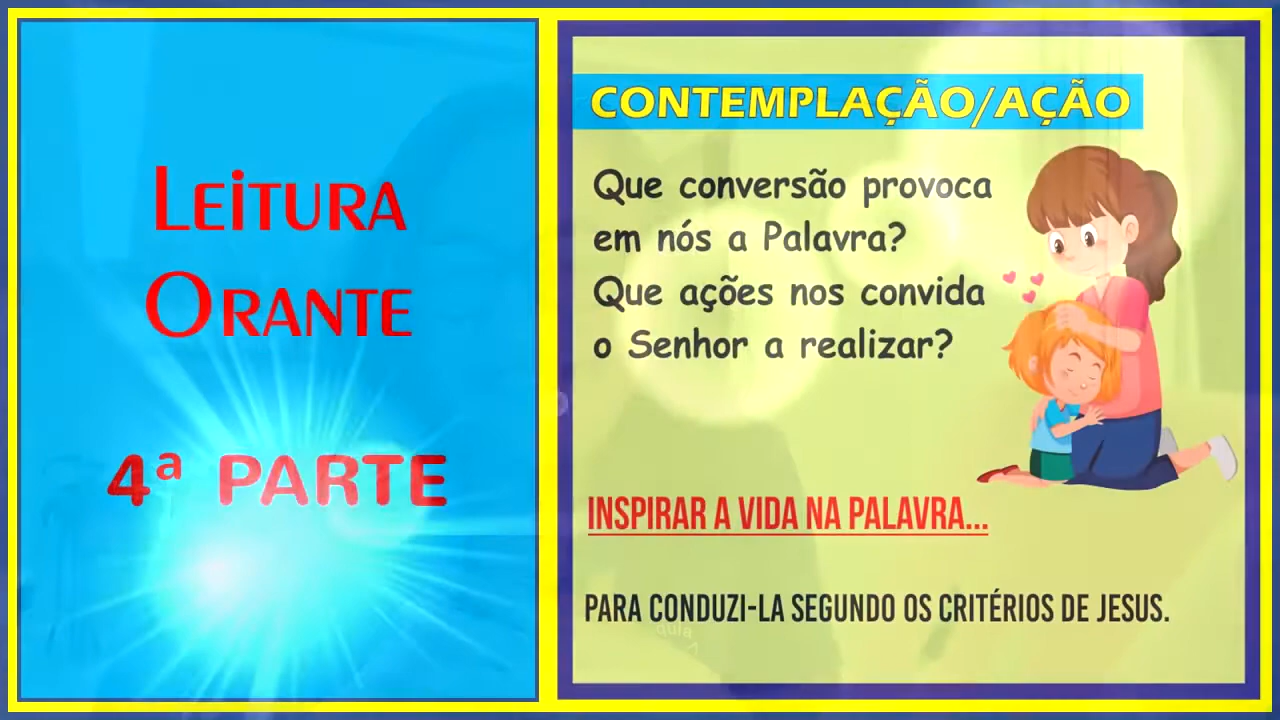 LEITURA
ORANTE
4ª PARTE
CONTEMPLAÇÃO/AÇÃO
Que conversão provoca
em nós a Palavra?
Que ações nos convida
o Senhor a realizar?
INSPIRAR A VIDA NA PALAVRA...
PARA CONDUZI-LA SEGUNDO OS CRITÉRIOS DE JESUS.